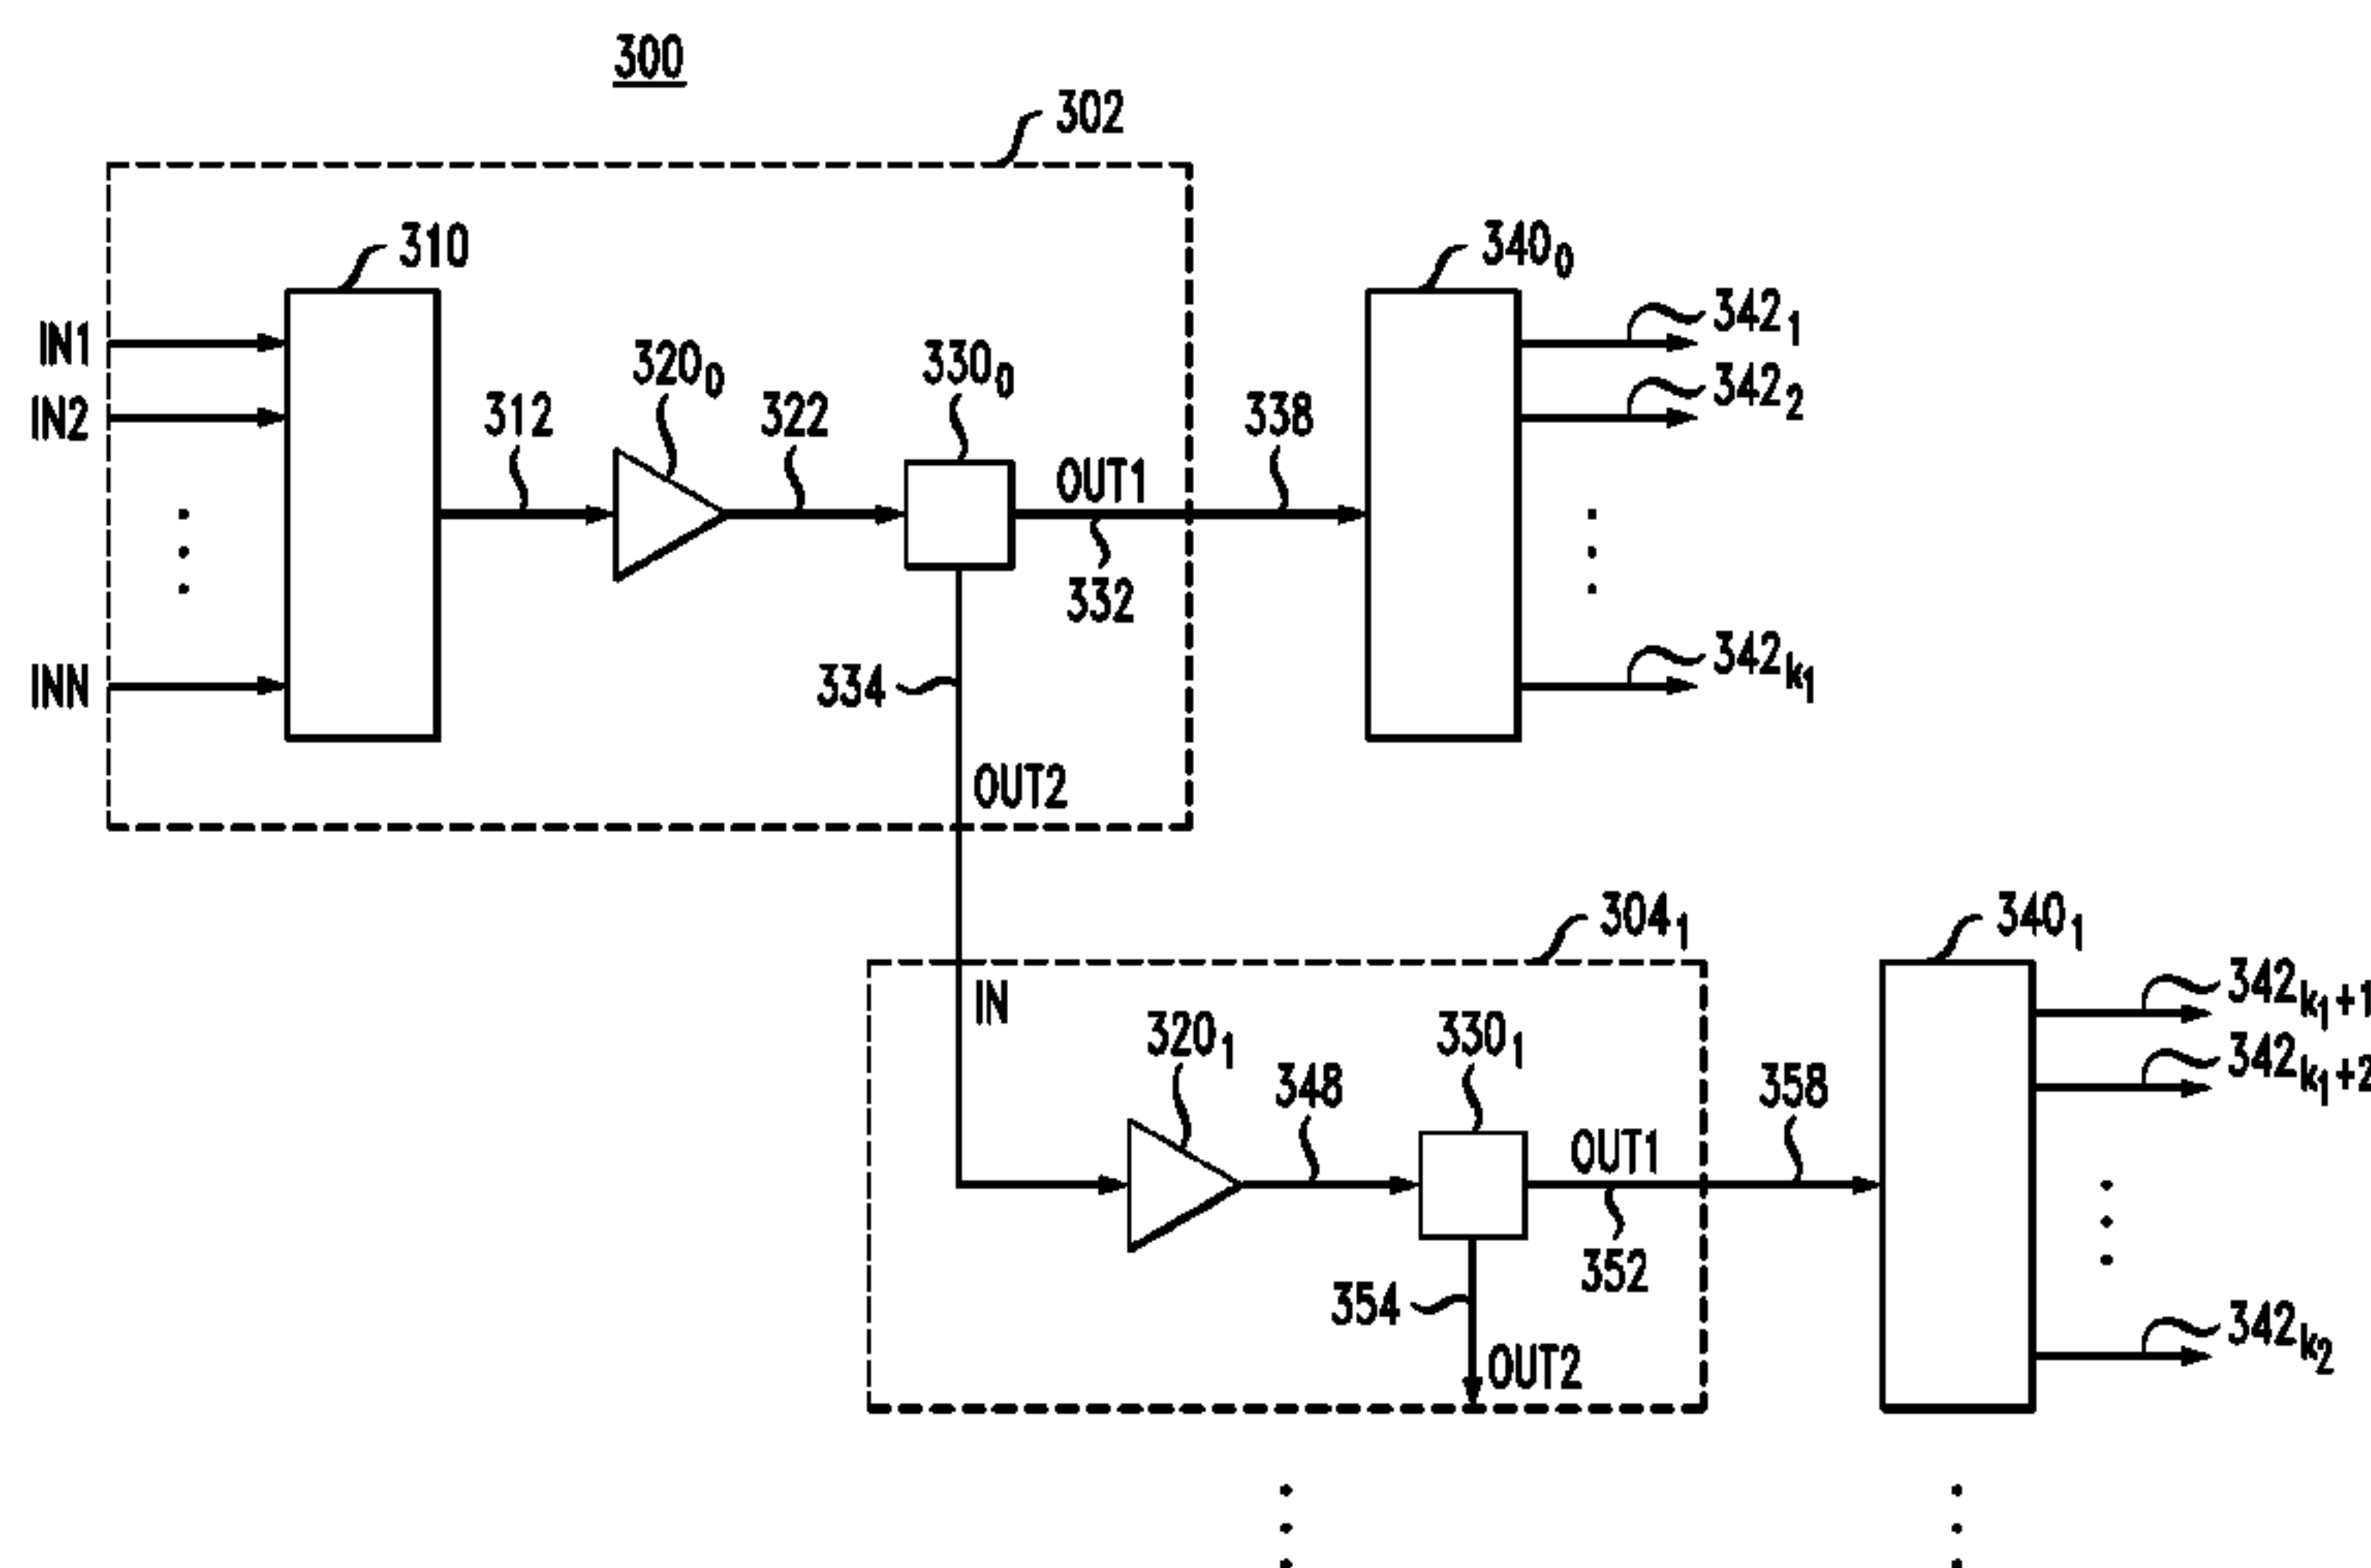 300
302
310
340₀
IN1
342₁
320₀
330₀
342₂
IN2
312
322
OUT1
338
332
INN
334
342ₖ₁
OUT2
304₁
340₁
IN
342ₖ₁₊₁
320₁
330₁
342ₖ₁₊₂
348
358
OUT1
352
354
342ₖ₂
OUT2